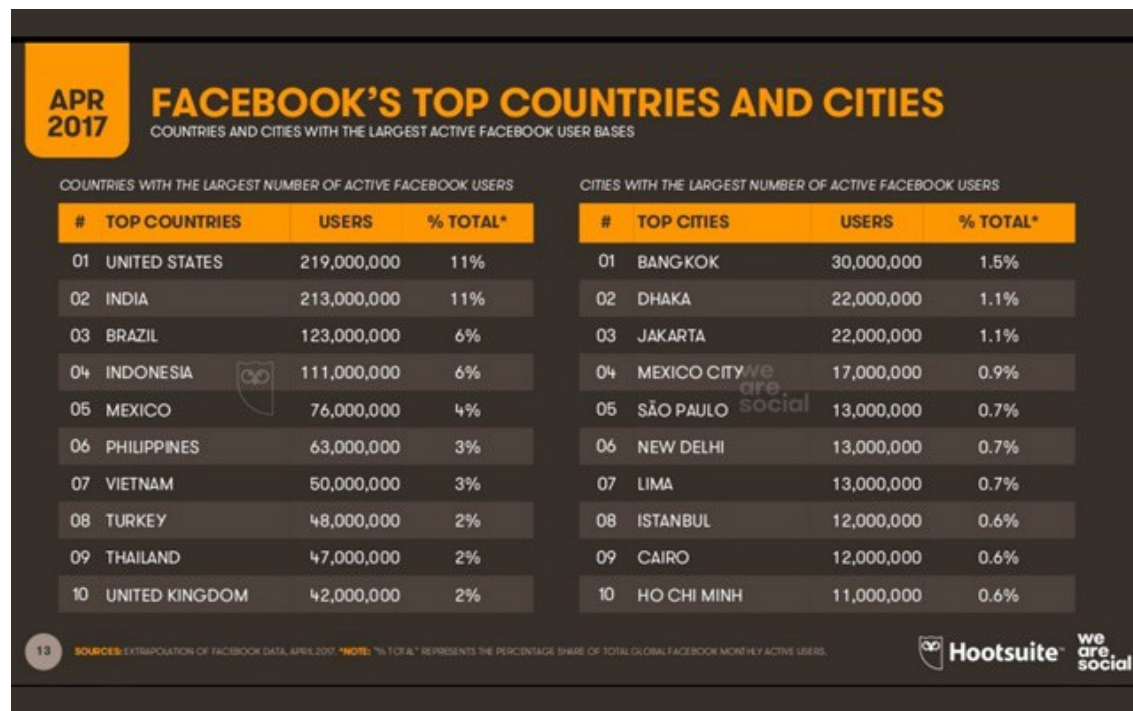 APR
2017
FACEBOOK'S TOP COUNTRIES AND CITIES
COUNTRIES AND CITIES WITH THE LARGEST ACTIVE FACEBOOK USER BASES
COUNTRIES WITH THE LARGEST NUMBER OF ACTIVE FACEBOOK USERS
# TOP COUNTRIES USERS % TOTAL*
01 UNITED STATES 219,000,000 11%
02 INDIA 213,000,000 11%
03 BRAZIL 123,000,000 6%
04 INDONESIA 111,000,000 6%
05 MEXICO 76,000,000 4%
06 PHILIPPINES 63,000,000 3%
07 VIETNAM 50,000,000 3%
08 TURKEY 48,000,000 2%
09 THAILAND 47,000,000 2%
10 UNITED KINGDOM 42,000,000 2%
CITIES WITH THE LARGEST NUMBER OF ACTIVE FACEBOOK USERS
# TOP CITIES USERS % TOTAL*
01 BANGKOK 30,000,000 1.5%
02 DHAKA 22,000,000 1.1%
03 JAKARTA 22,000,000 1.1%
04 MEXICO CITY 17,000,000 0.9%
05 SÃO PAULO 13,000,000 0.7%
06 NEW DELHI 13,000,000 0.7%
07 LIMA 13,000,000 0.7%
08 ISTANBUL 12,000,000 0.6%
09 CAIRO 12,000,000 0.6%
10 HO CHI MINH 11,000,000 0.6%
we
are.
social
13
SOURCES: EXTRAPOLATION OF FACEBOOK DATA, APRIL 2017. *NOTE: "% TOTAL" REPRESENTS THE PERCENTAGE SHARE OF TOTAL GLOBAL FACEBOOK MONTHLY ACTIVE USERS.
Hootsuite
we
are.
social